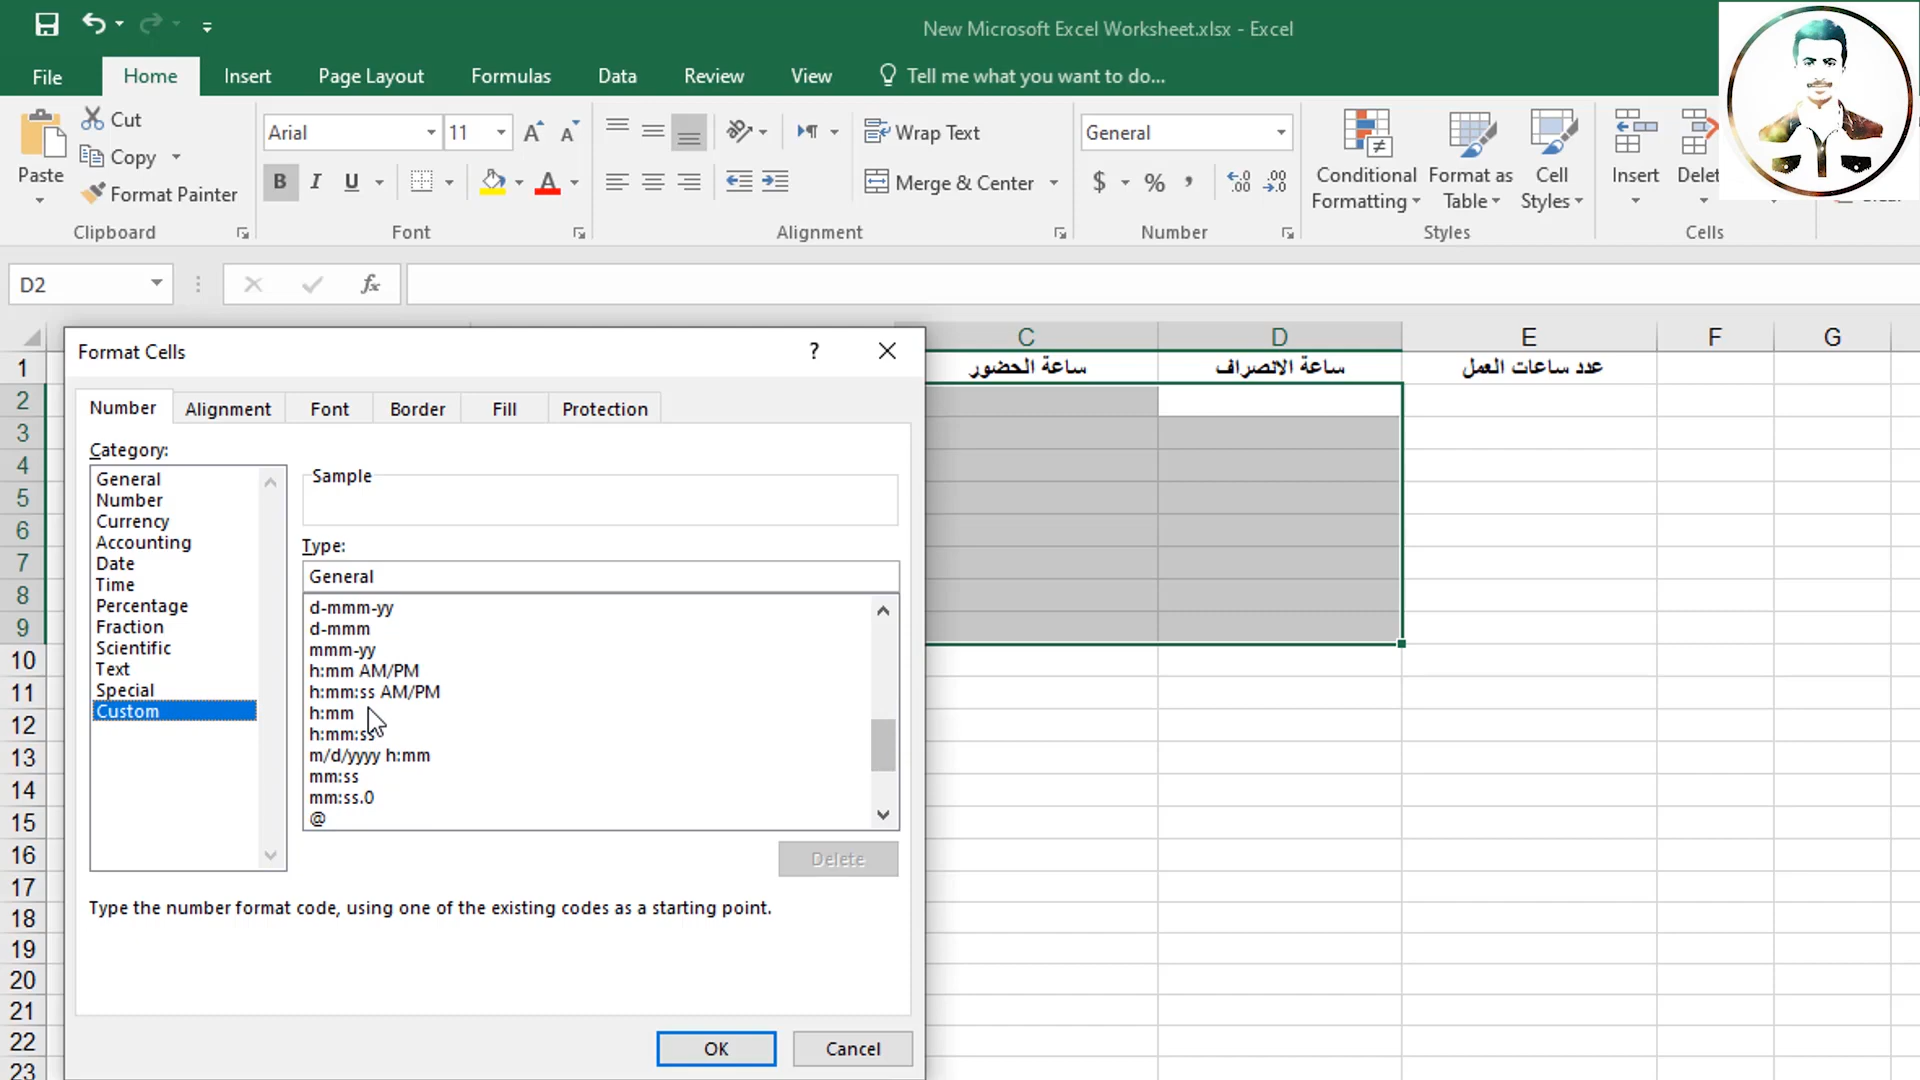 New Microsoft Excel Worksheet.xlsx - Excel
File Home Insert Page Layout Formulas Data Review View Tell me what you want to do...
Paste
Cut
Copy
Format Painter
Clipboard
Arial 11
B I U A
Font
Wrap Text
Merge & Center
Alignment
General
$ % ,
Number
Conditional Formatting
Format as Table
Cell Styles
Styles
Insert
Cells
D2
fx
C D E F G
1 ساعة الحضور ساعة الانصراف عدد ساعات العمل
2
3
4
5
6
7
8
9
10
11
12
13
14
15
16
17
18
19
20
21
22
23
Format Cells ?
Number Alignment Font Border Fill Protection
Category:
General
Number
Currency
Accounting
Date
Time
Percentage
Fraction
Scientific
Text
Special
Custom
Sample
Type:
General
d-mmm-yy
d-mmm
mmm-yy
h:mm AM/PM
h:mm:ss AM/PM
h:mm
h:mm:ss
m/d/yyyy h:mm
mm:ss
mm:ss.0
@
Delete
Type the number format code, using one of the existing codes as a starting point.
OK Cancel